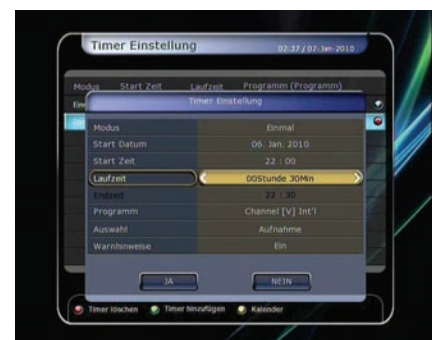 Timer Einstellung
02:37 / 07-Jan-2010
Modus Start Zeit Laufzeit Programm (Programm)
Timer Einstellung
Modus Einmal
Start Datum 06. Jan. 2010
Start Zeit 22 : 00
Laufzeit 00Stunde 30Min
Endzeit 22 : 30
Programm Channel [V] Int'l
Auswahl Aufnahme
Warnhinweise Ein
JA NEIN
Timer löschen Timer hinzufügen Kalender